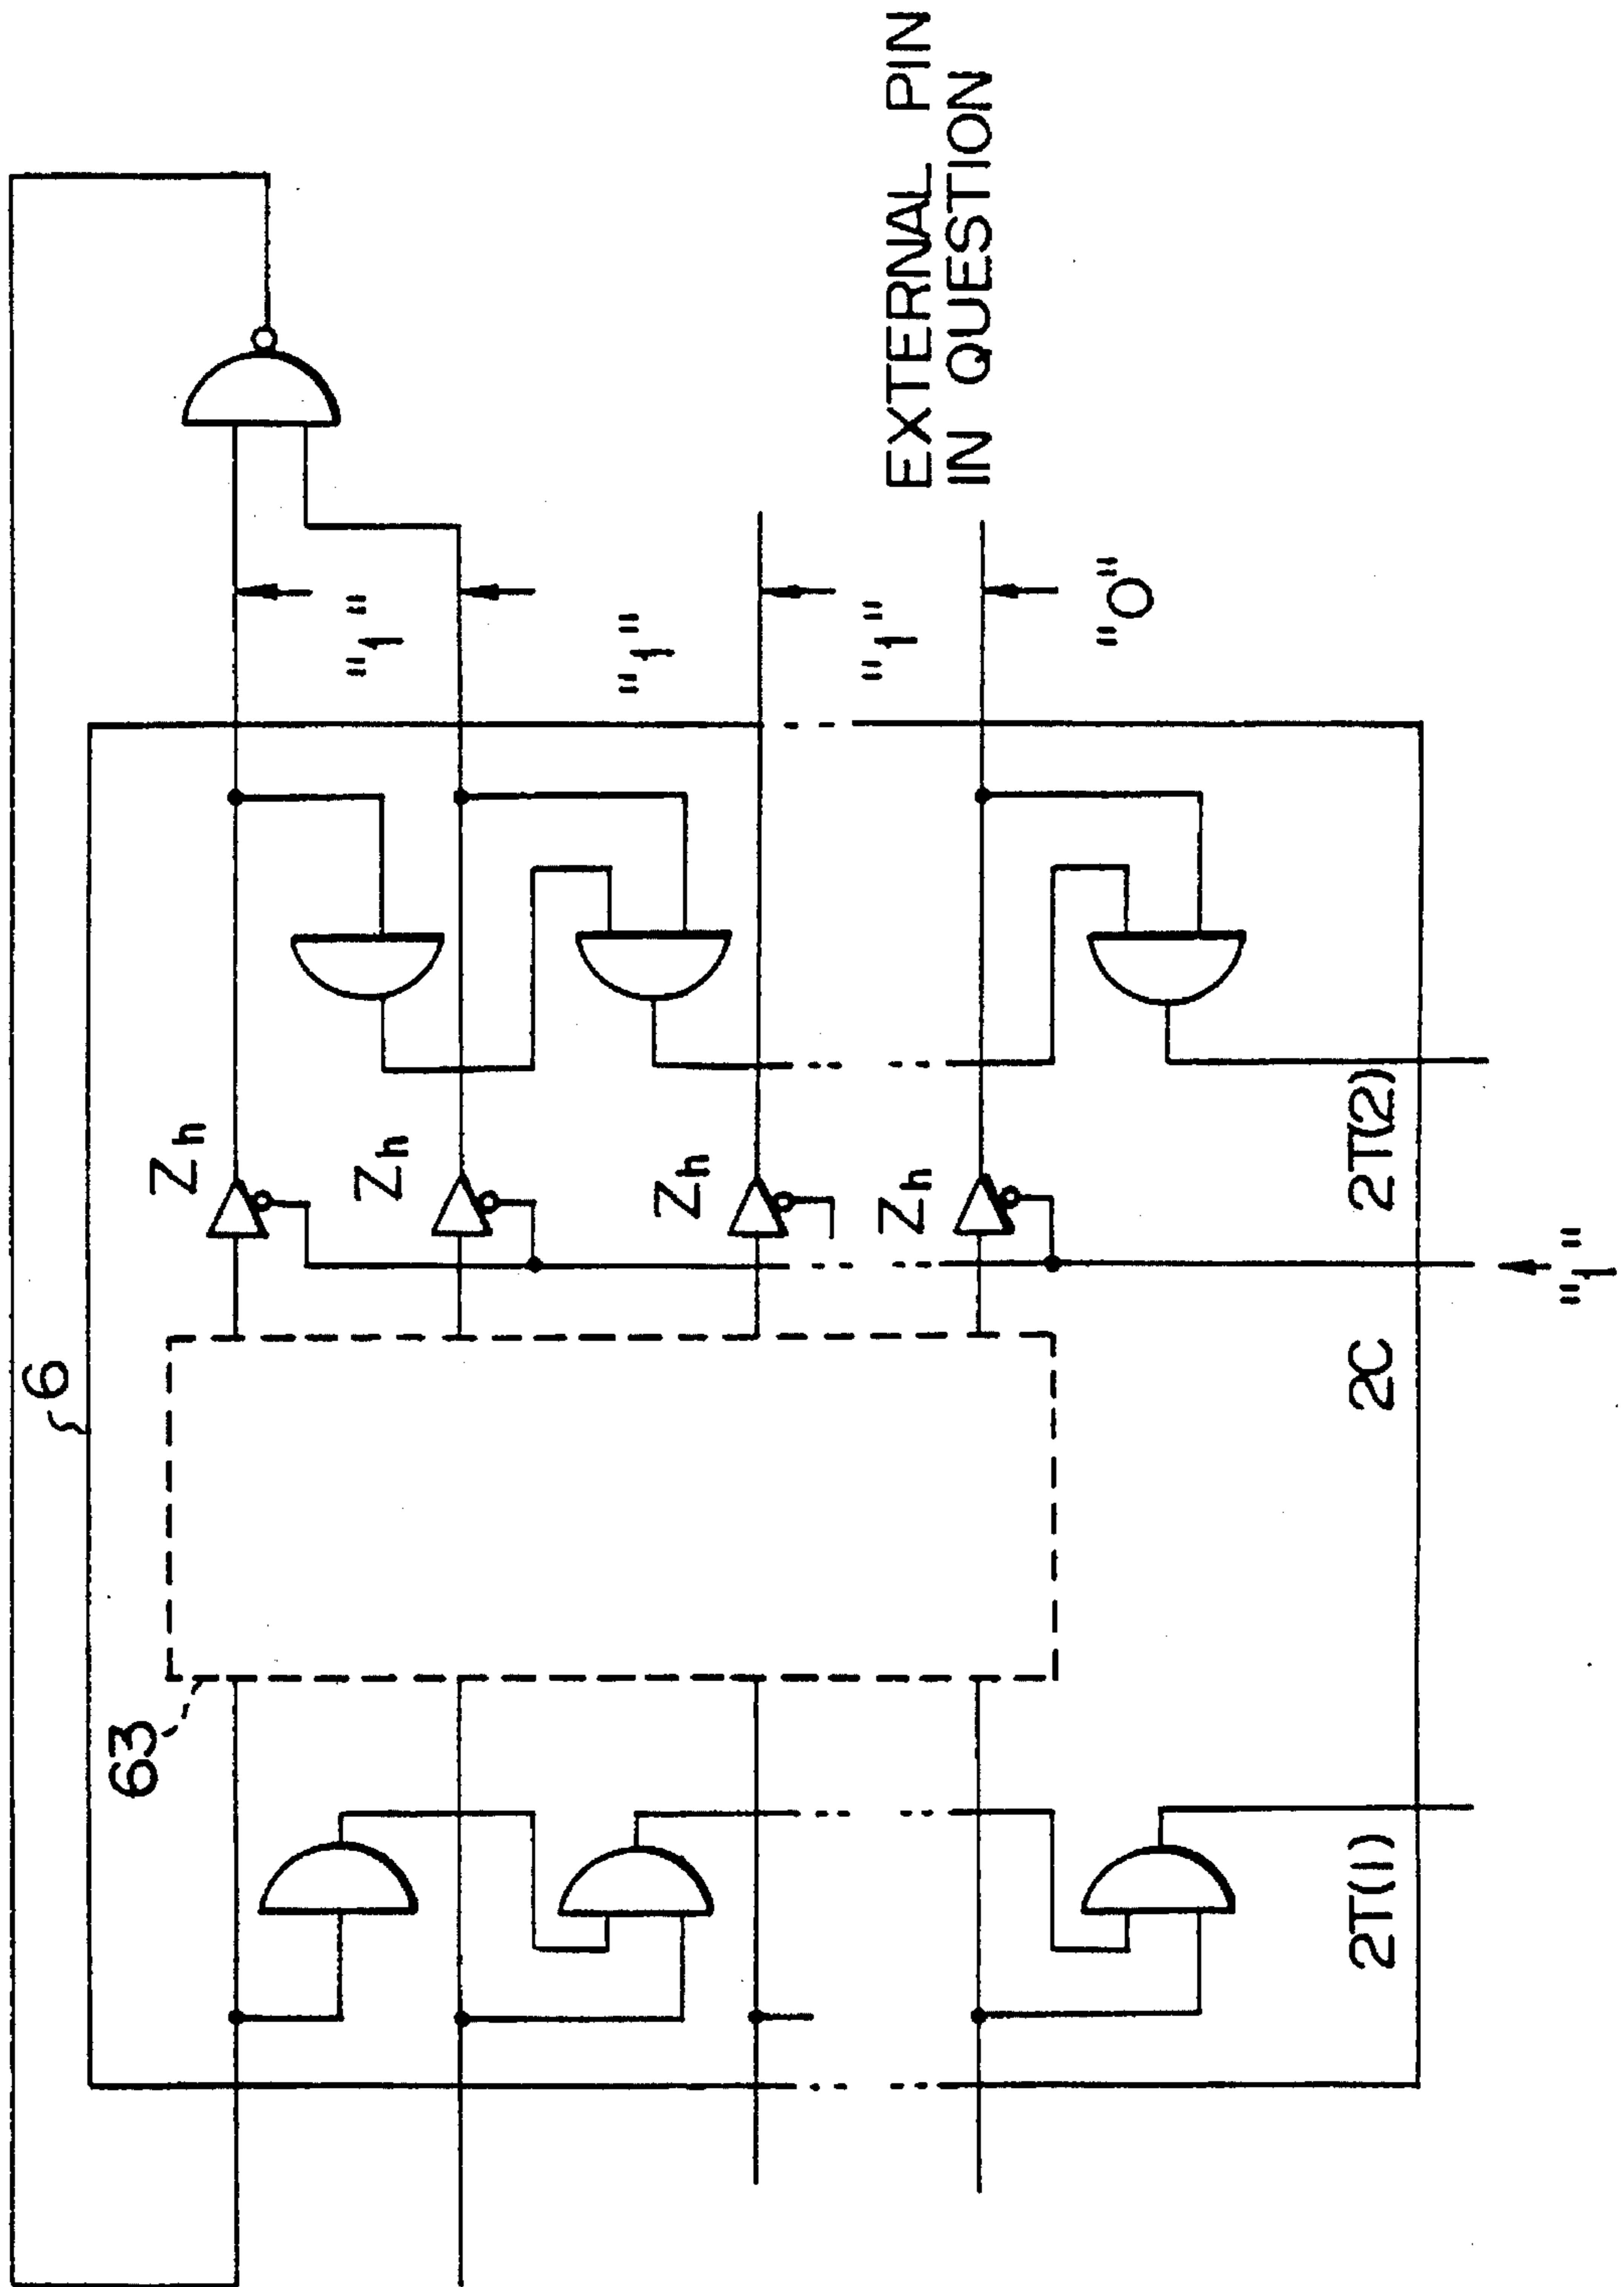 6
63
Zh
Zh
Zh
Zh
"1"
"1"
"1"
"0"
EXTERNAL PIN
IN QUESTION
2T(1)
2C
2T(2)
"1"